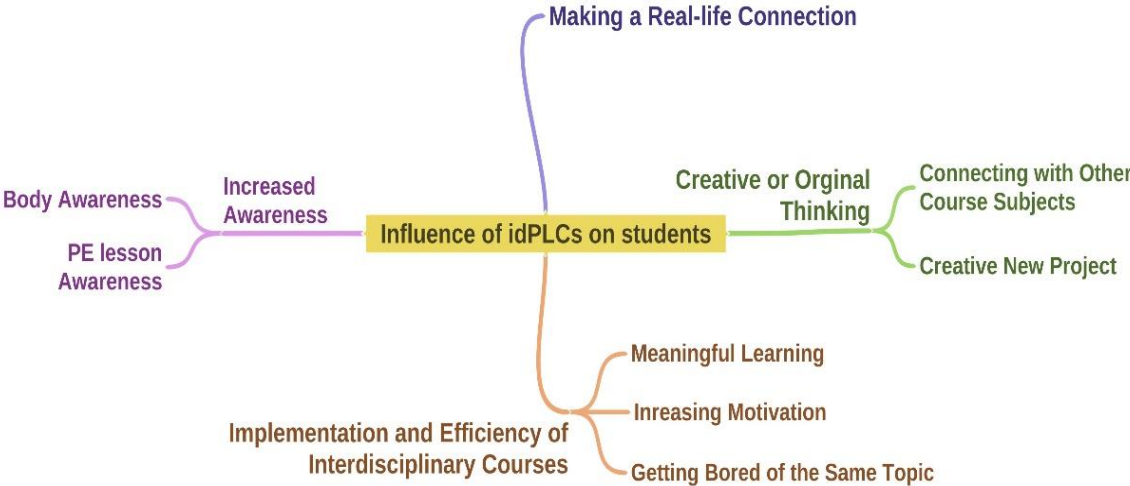 Making a Real-life Connection
Body Awareness
PE lesson
Awareness
Increased
Awareness
Influence of idPLCs on students
Creative or Orginal
Thinking
Connecting with Other
Course Subjects
Creative New Project
Implementation and Efficiency of
Interdisciplinary Courses
Meaningful Learning
Inreasing Motivation
Getting Bored of the Same Topic